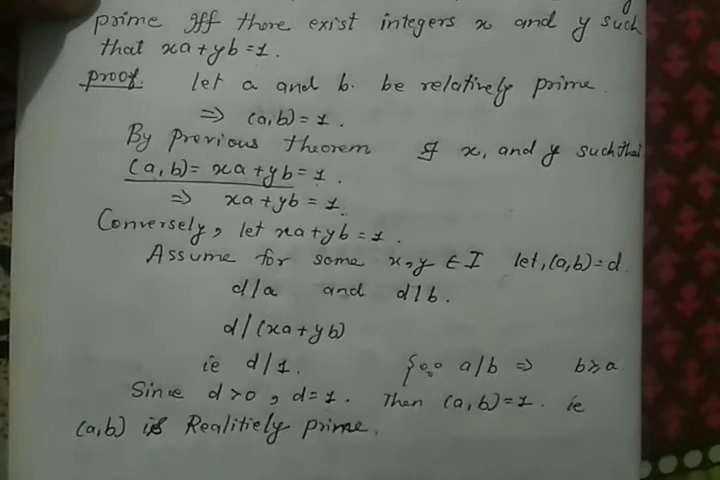 prime iff there exist integers x and y such
that xa+yb=1.
proof. let a and b. be relatively prime.
⇒ (a,b)=1.
By previous theorem ∃ x, and y such that
(a,b)= xa+yb=1.
⇒ xa+yb=1.
Conversely, let xa+yb=1.
Assume for some x,y ∈ I let, (a,b)=d
d/a and d|b.
d/(xa+yb)
ie d/1. {∵ a/b ⇒ b≥a
Since d>0, d=1. Then (a,b)=1. ie
(a,b) is Realitiely prime.